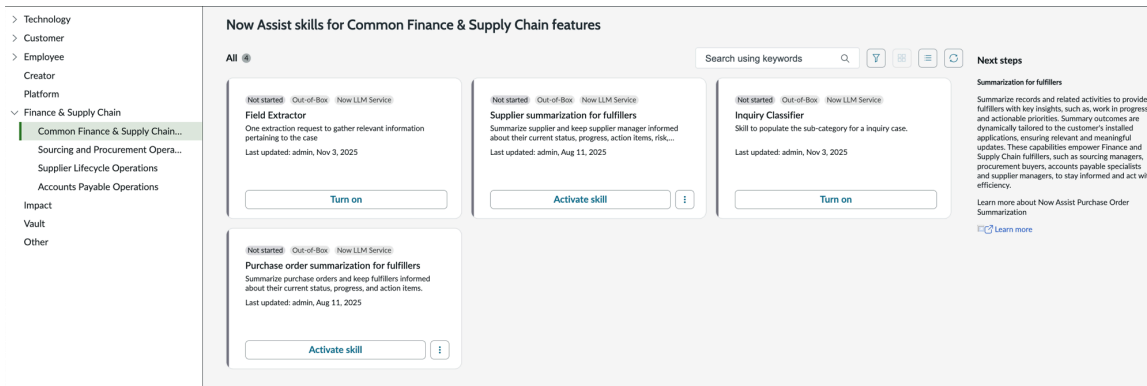 Technology
Customer
Employee
Creator
Platform
Finance & Supply Chain
Common Finance & Supply Chain...
Sourcing and Procurement Opera...
Supplier Lifecycle Operations
Accounts Payable Operations
Impact
Vault
Other
Now Assist skills for Common Finance & Supply Chain features
All 4
Search using keywords
Not started Out-of-Box Now LLM Service
Field Extractor
One extraction request to gather relevant information
pertaining to the case
Last updated: admin, Nov 3, 2025
Turn on
Not started Out-of-Box Now LLM Service
Supplier summarization for fulfillers
Summarize supplier and keep supplier manager informed
about their current status, progress, action items, risk,...
Last updated: admin, Aug 11, 2025
Activate skill
Not started Out-of-Box Now LLM Service
Inquiry Classifier
Skill to populate the sub-category for a inquiry case.
Last updated: admin, Nov 3, 2025
Turn on
Not started Out-of-Box Now LLM Service
Purchase order summarization for fulfillers
Summarize purchase orders and keep fulfillers informed
about their current status, progress, and action items.
Last updated: admin, Aug 11, 2025
Activate skill
Next steps
Summarization for fulfillers
Summarize records and related activities to provide
fulfillers with key insights, such as, work in progress
and actionable priorities. Summary outcomes are
dynamically tailored to the customer's installed
applications, ensuring relevant and meaningful
updates. These capabilities empower Finance and
Supply Chain fulfillers, such as sourcing managers,
procurement buyers, accounts payable specialists
and supplier managers, to stay informed and act wi
efficiency.
Learn more about Now Assist Purchase Order
Summarization
Learn more